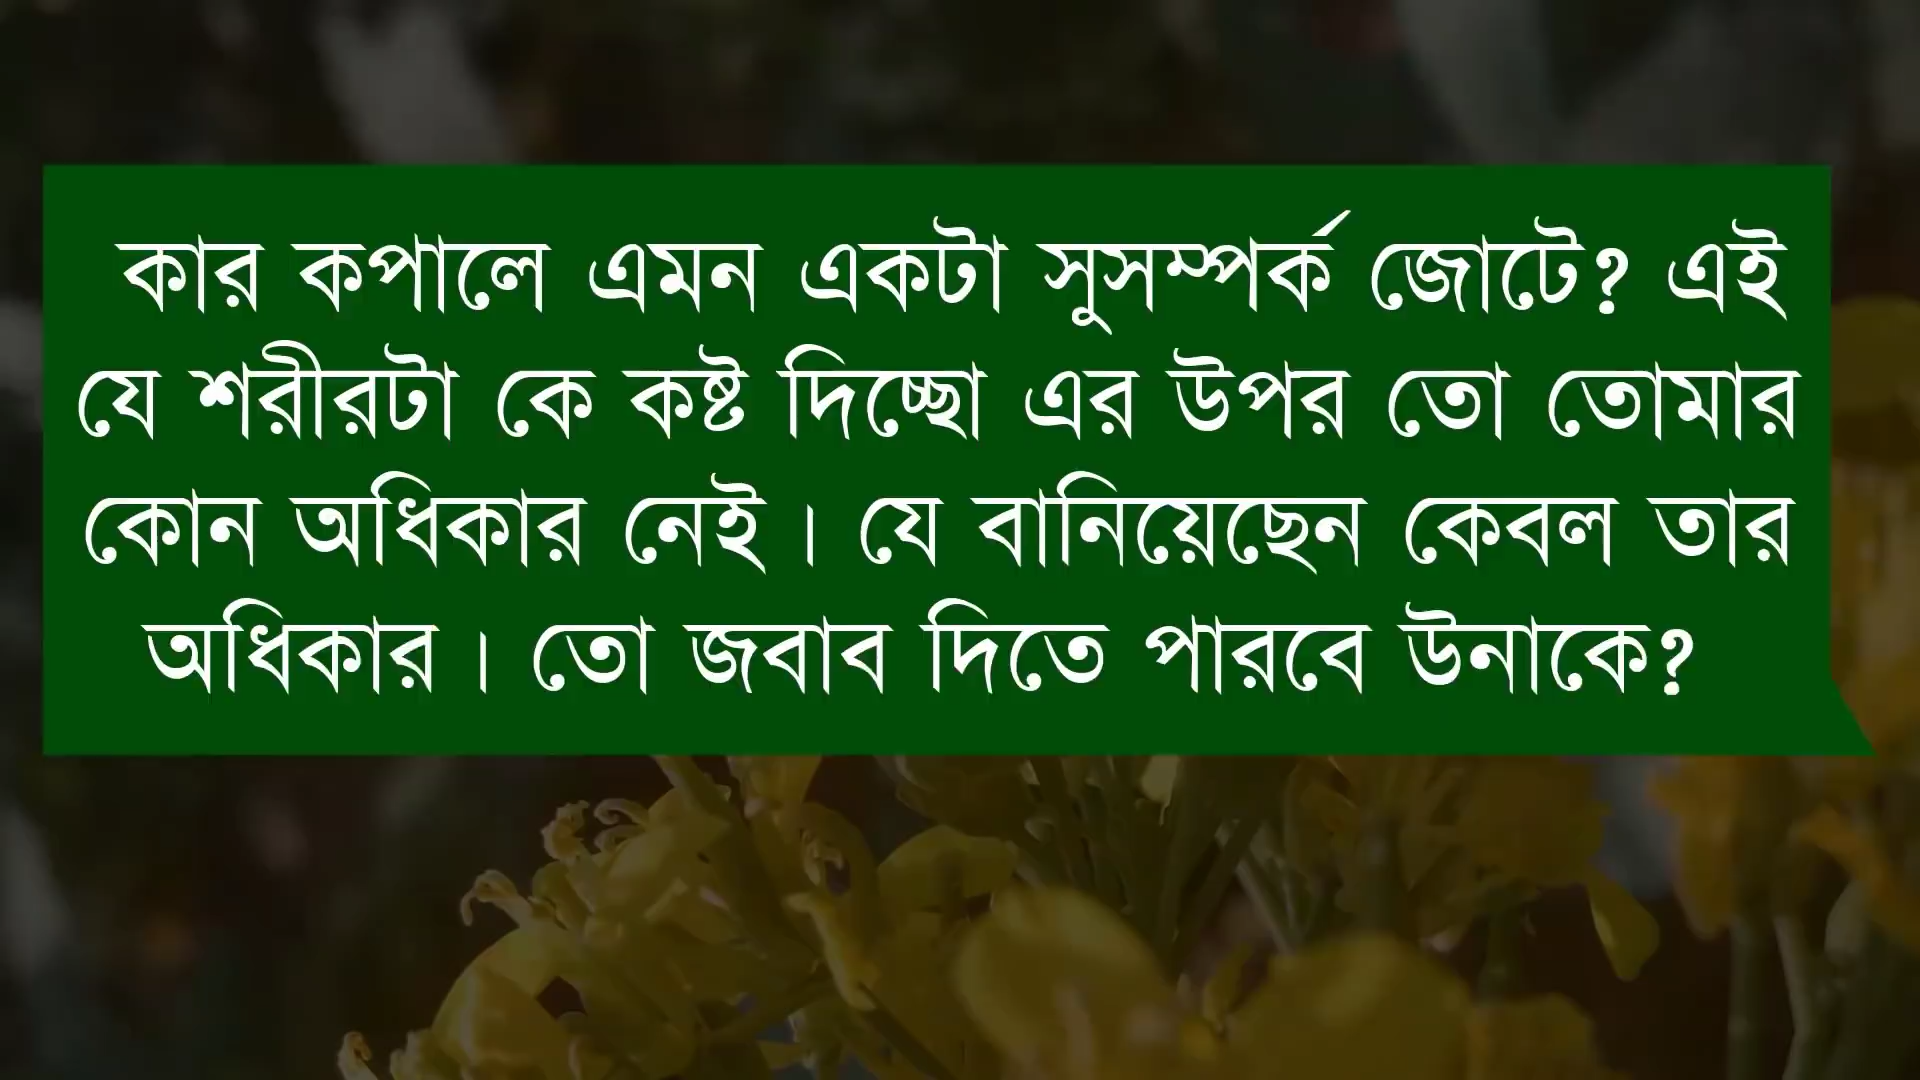 কার কপালে এমন একটা সুসম্পর্ক জোটে? এই
যে শরীরটা কে কষ্ট দিচ্ছো এর উপর তো তোমার
কোন অধিকার নেই। যে বানিয়েছেন কেবল তার
অধিকার। তো জবাব দিতে পারবে উনাকে?